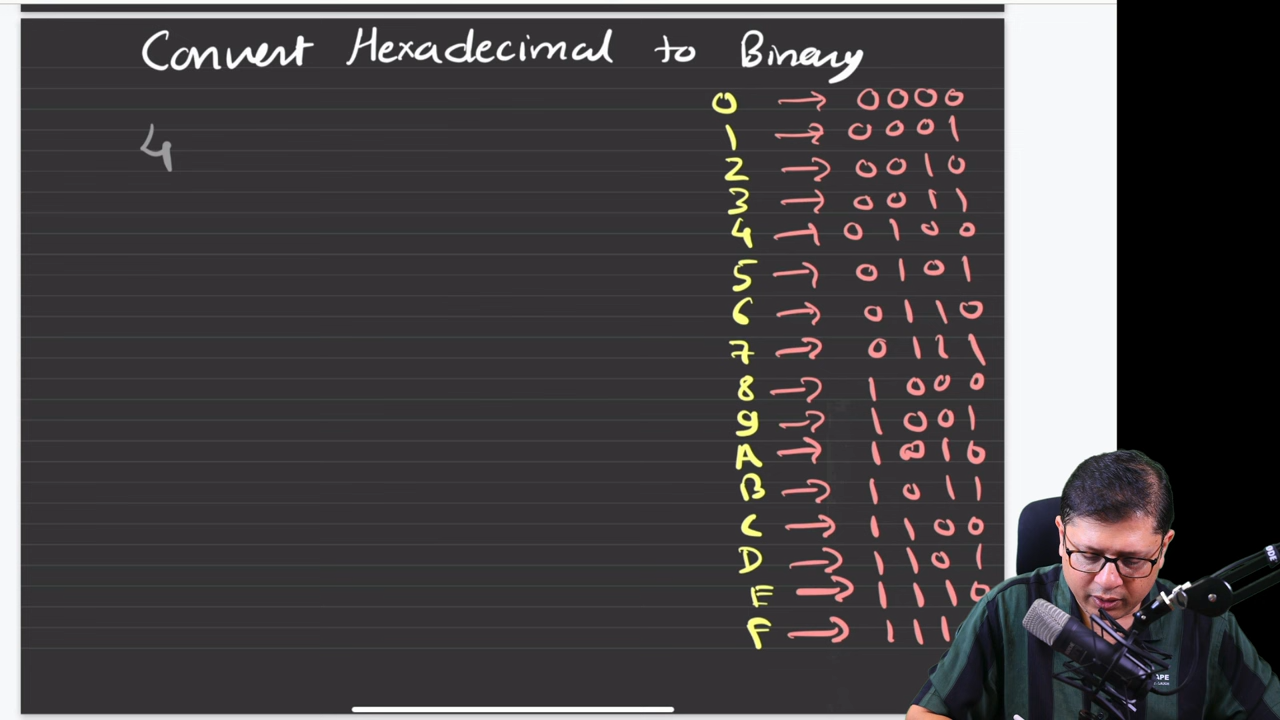 Convert Hexadecimal to Binary
4
0 → 0000
1 → 0001
2 → 0010
3 → 0011
4 → 0100
5 → 0101
6 → 0110
7 → 0111
8 → 1000
9 → 1001
A → 1010
B → 1011
C → 1100
D → 1101
E → 1110
F → 111
APE